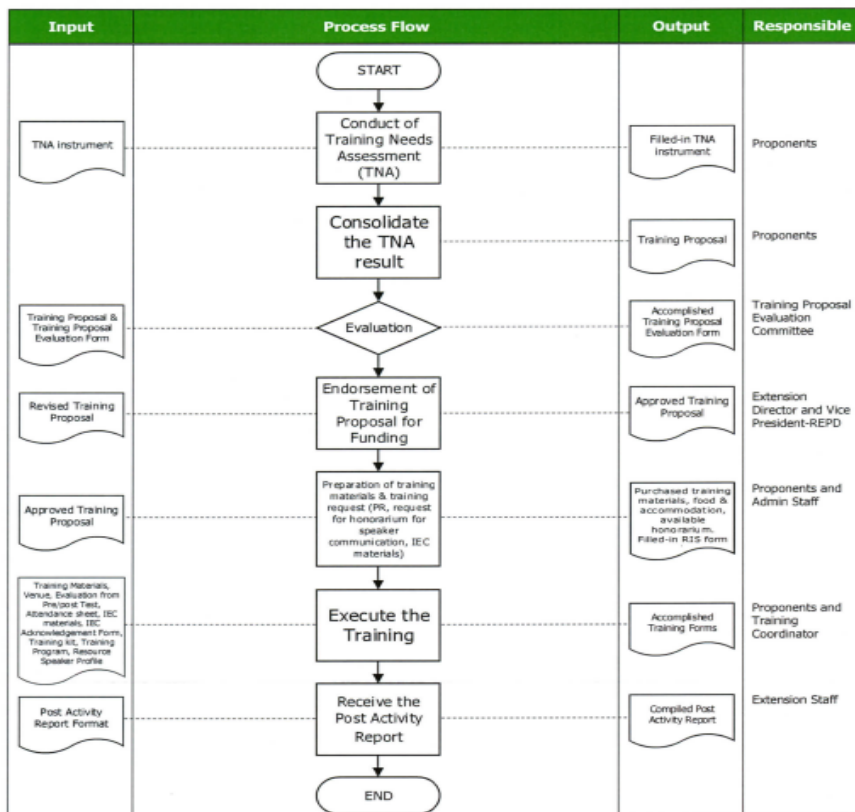 Input
Process Flow
Output
Responsible
START
TNA instrument
Conduct of
Training Needs
Assessment
(TNA)
Filled-in TNA
instrument
Proponents
Consolidate
the TNA
result
Training Proposal
Proponents
Training Proposal &
Training Proposal
Evaluation Form
Evaluation
Accomplished
Training Proposal
Evaluation Form
Training Proposal
Evaluation
Committee
Revised Training
Proposal
Endorsement of
Training
Proposal for
Funding
Approved Training
Proposal
Extension
Director and Vice
President-REPD
Approved Training
Proposal
Preparation of training
materials & training
request (PR, request
for honorarium for
speaker
communication, IEC
materials)
Purchased training
materials, food &
accommodation,
available
honorarium.
Filled-in RIS form
Proponents and
Admin Staff
Training Materials,
Venue, Evaluation from
Pre/post Test,
Attendance sheet, IEC
materials, IEC
Acknowledgement Form,
Training kit, Training
Program, Resource
Speaker Profile
Execute the
Training
Accomplished
Training Forms
Proponents and
Training
Coordinator
Post Activity
Report Format
Receive the
Post Activity
Report
Compiled Post
Activity Report
Extension Staff
END